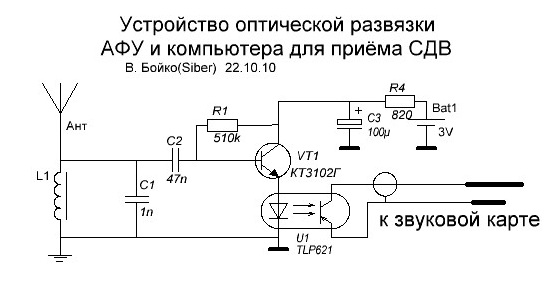 Устройство оптической развязки
АФУ и компьютера для приёма СДВ
В. Бойко(Siber) 22.10.10
Ант
L1
C1
1n
C2
47n
R1
510k
VT1
КТ3102Г
C3
100µ
R4
820
Bat1
3V
U1
TLP621
к звуковой карте